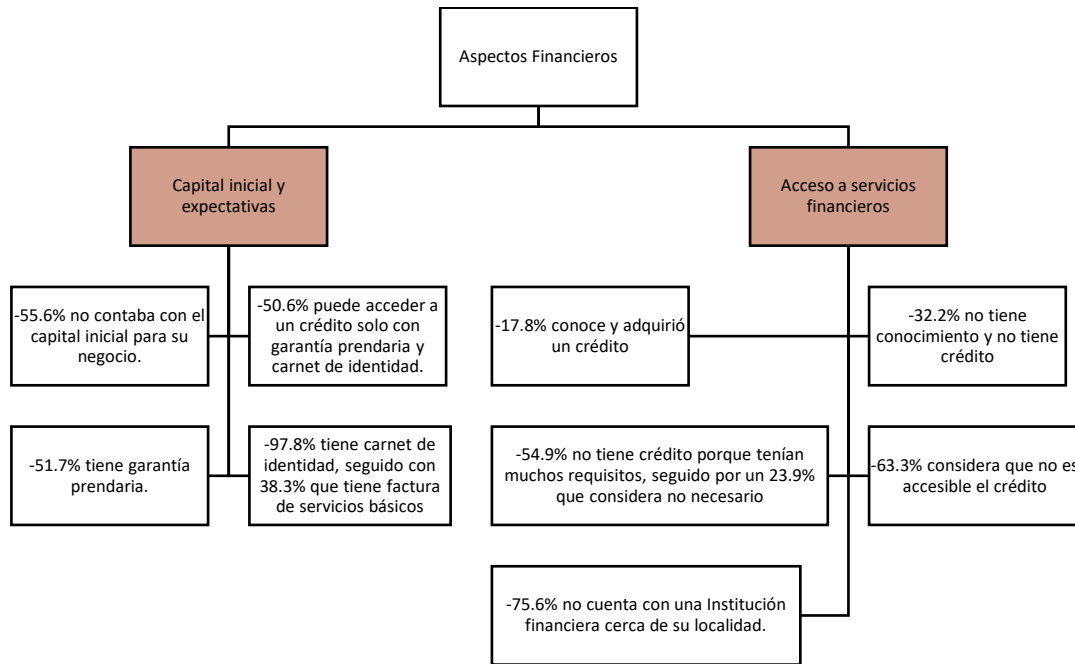 Aspectos Financieros
Capital inicial y
expectativas
-55.6% no contaba con el
capital inicial para su
negocio.
-50.6% puede acceder a
un crédito solo con
garantía prendaria y
carnet de identidad.
-51.7% tiene garantía
prendaria.
-97.8% tiene carnet de
identidad, seguido con
38.3% que tiene factura
de servicios básicos
Acceso a servicios
financieros
-17.8% conoce y adquirió
un crédito
-32.2% no tiene
conocimiento y no tiene
crédito
-54.9% no tiene crédito porque tenían
muchos requisitos, seguido por un 23.9%
que considera no necesario
-63.3% considera que no es
accesible el crédito
-75.6% no cuenta con una Institución
financiera cerca de su localidad.